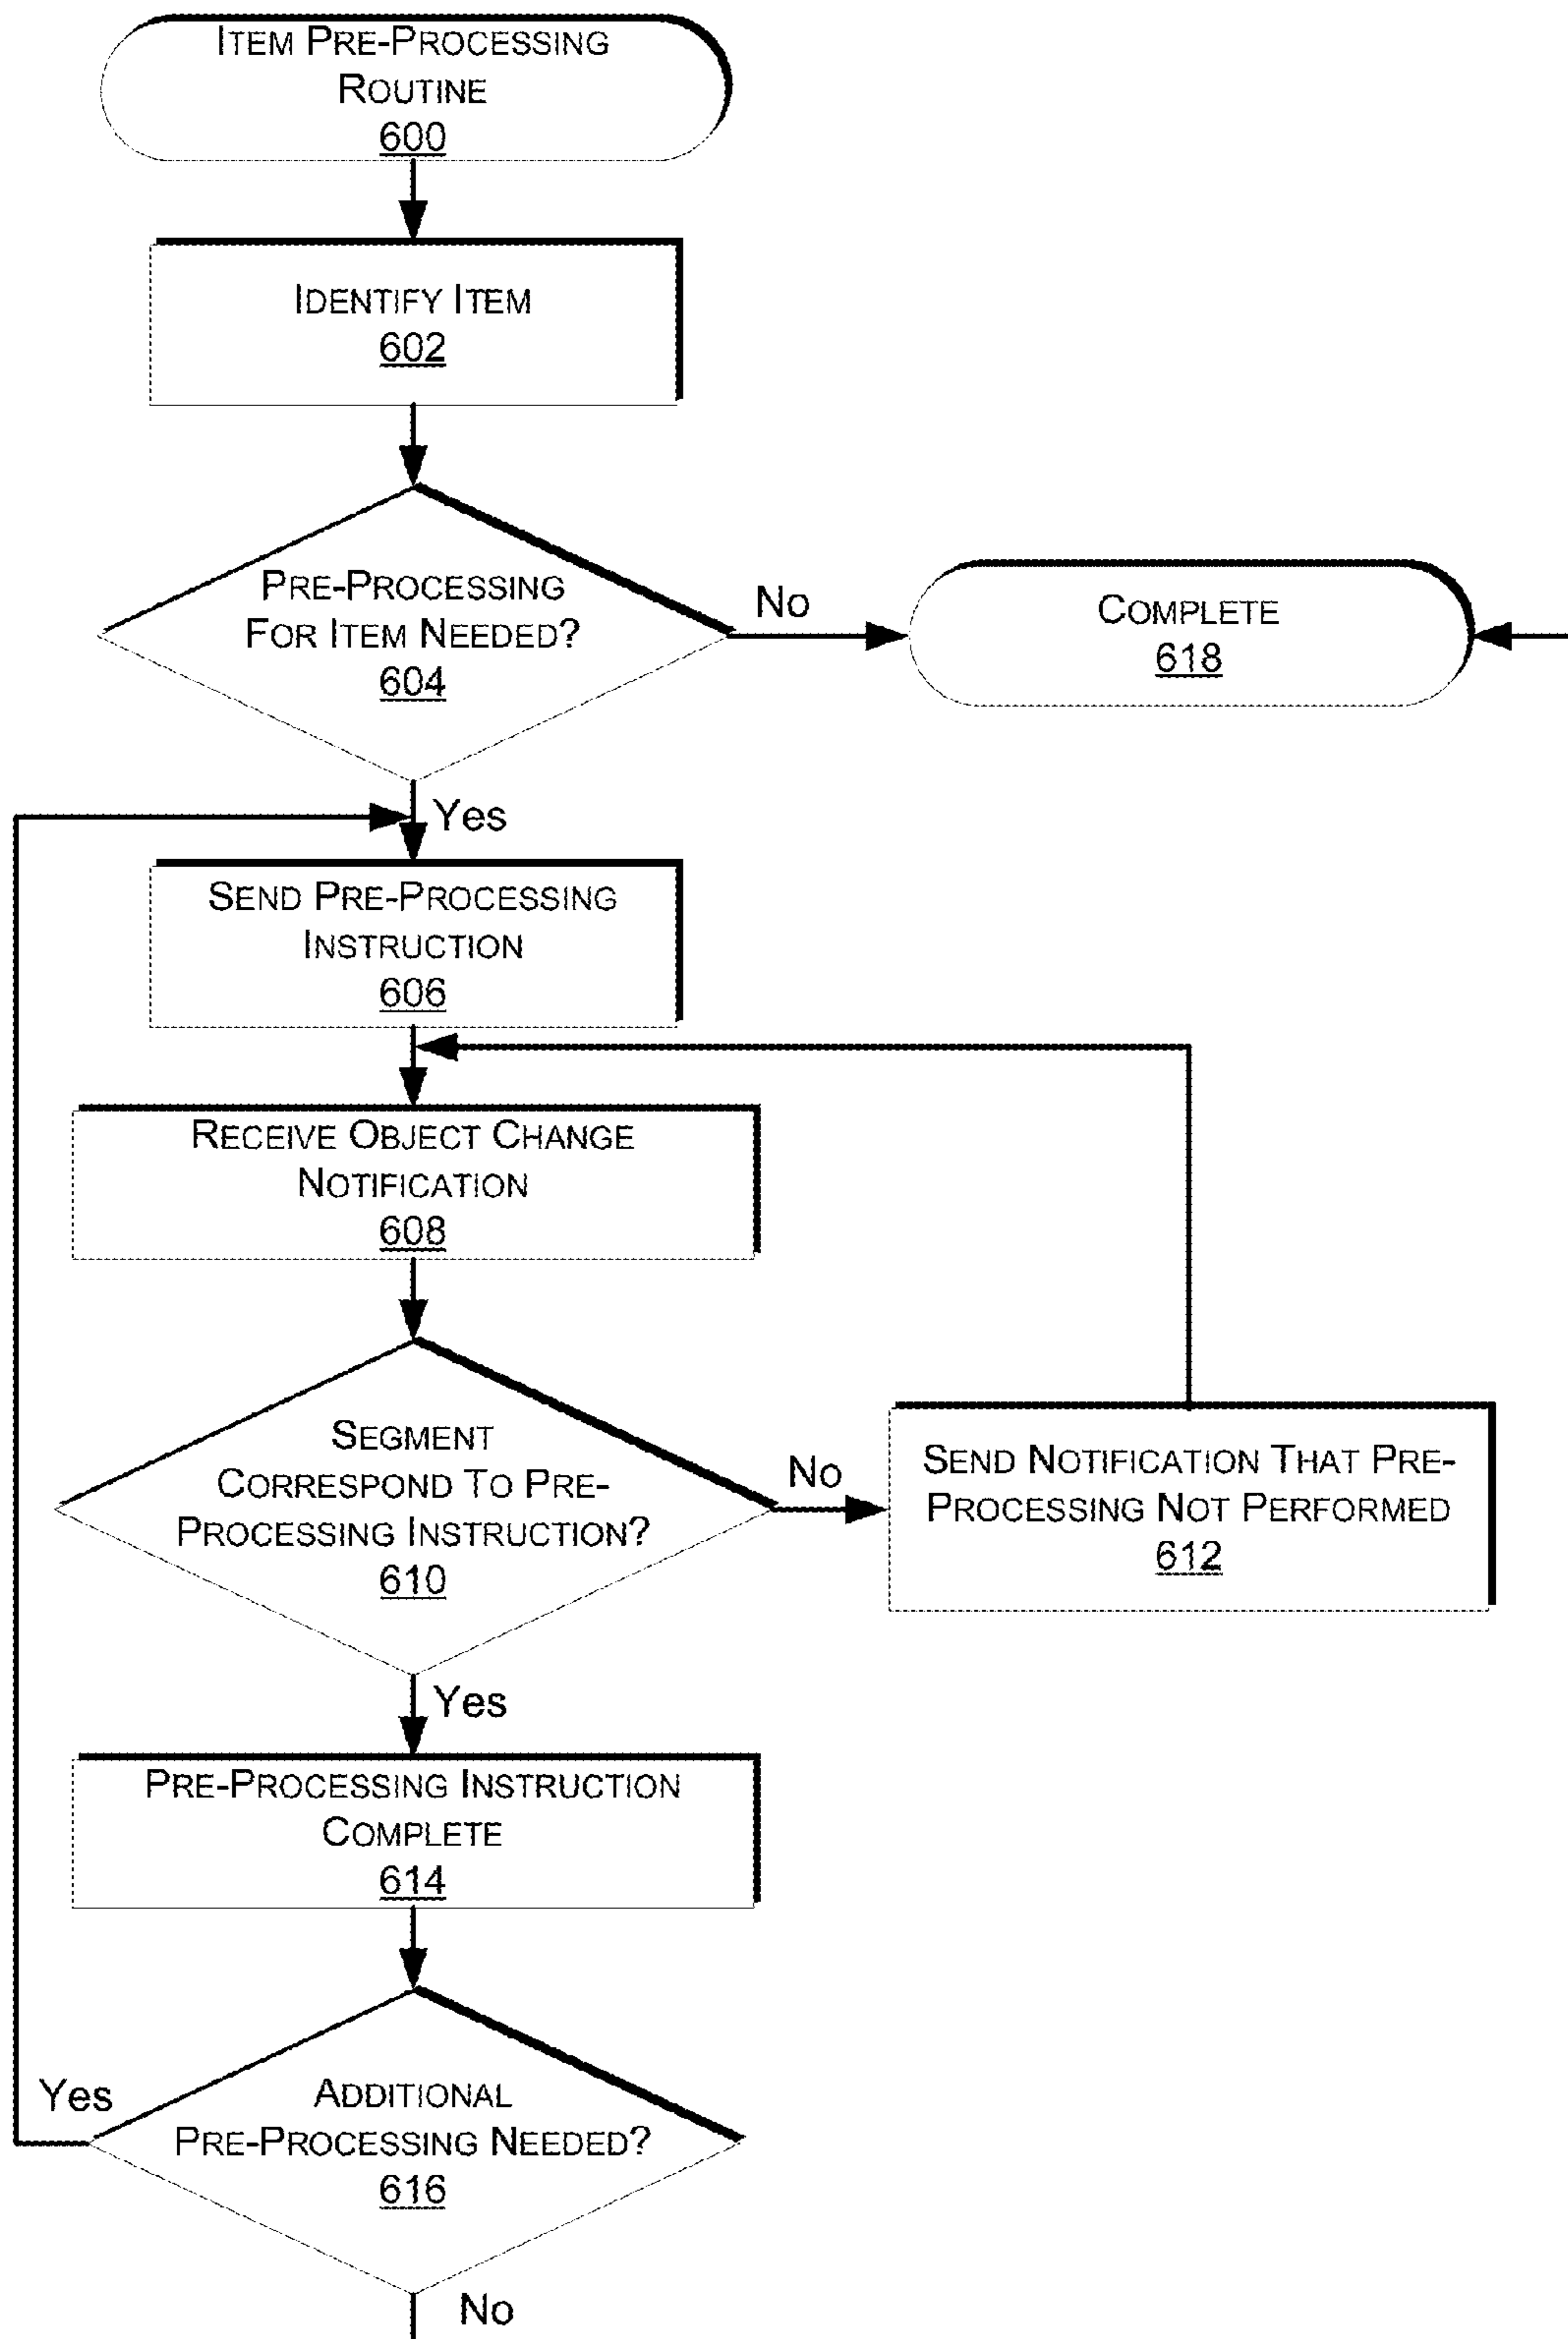 ITEM PRE-PROCESSING
ROUTINE
600
IDENTIFY ITEM
602
PRE-PROCESSING
FOR ITEM NEEDED?
604
No
COMPLETE
618
Yes
SEND PRE-PROCESSING
INSTRUCTION
606
RECEIVE OBJECT CHANGE
NOTIFICATION
608
SEGMENT
CORRESPOND TO PRE-
PROCESSING INSTRUCTION?
610
No
SEND NOTIFICATION THAT PRE-
PROCESSING NOT PERFORMED
612
Yes
PRE-PROCESSING INSTRUCTION
COMPLETE
614
Yes
ADDITIONAL
PRE-PROCESSING NEEDED?
616
No